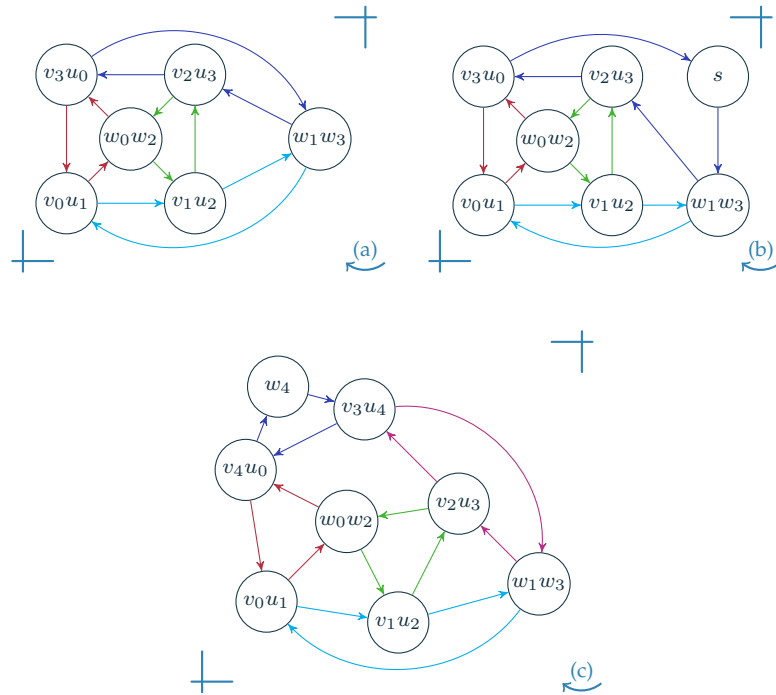 v₃u₀ v₂u₃ w₀w₂ w₁w₃ v₀u₁ v₁u₂
(a)
v₃u₀ v₂u₃ s w₀w₂ v₀u₁ v₁u₂ w₁w₃
(b)
w₄
v₃u₄
v₄u₀
v₂u₃
w₀w₂
w₁w₃
v₀u₁
v₁u₂
(c)